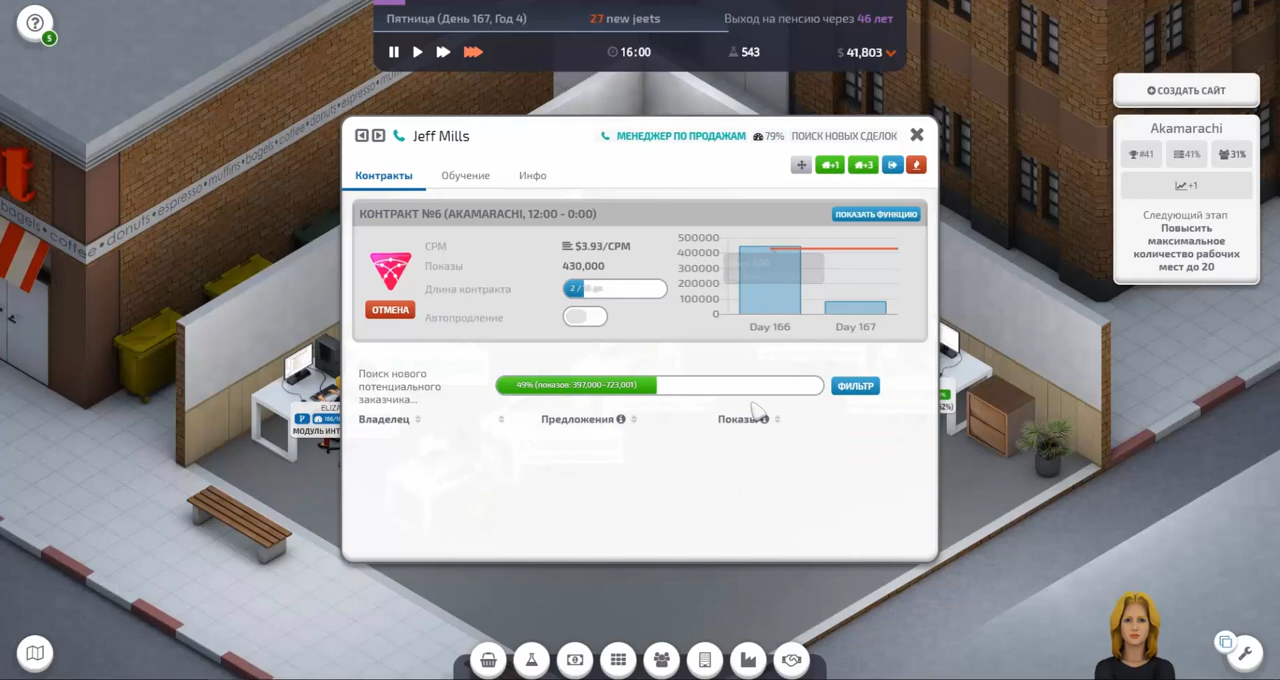 Пятница (День 167, Год 4)
27 new jeets
Выход на пенсию через 46 лет
16:00
543
$ 41,803
5
espresso • muffins • bagels • coffee • donuts • espresso
СОЗДАТЬ САЙТ
Akamarachi
#41
41%
31%
+1
Следующий этап
Повысить
максимальное
количество рабочих
мест до 20
Jeff Mills
МЕНЕДЖЕР ПО ПРОДАЖАМ
79%
ПОИСК НОВЫХ СДЕЛОК
+1
+3
Контракты
Обучение
Инфо
КОНТРАКТ №6 (AKAMARACHI, 12:00 - 0:00)
ПОКАЗАТЬ ФУНКЦИЮ
CPM
$3.93/CPM
Показы
430,000
Длина контракта
Автопродление
ОТМЕНА
500000
400000
300000
200000
100000
0
Day 166
Day 167
Поиск нового
потенциального
заказчика...
49% (показов: 397,000–723,001)
ФИЛЬТР
Владелец
Предложения
Показы
ELIZ
МОДУЛЬ ИНТ